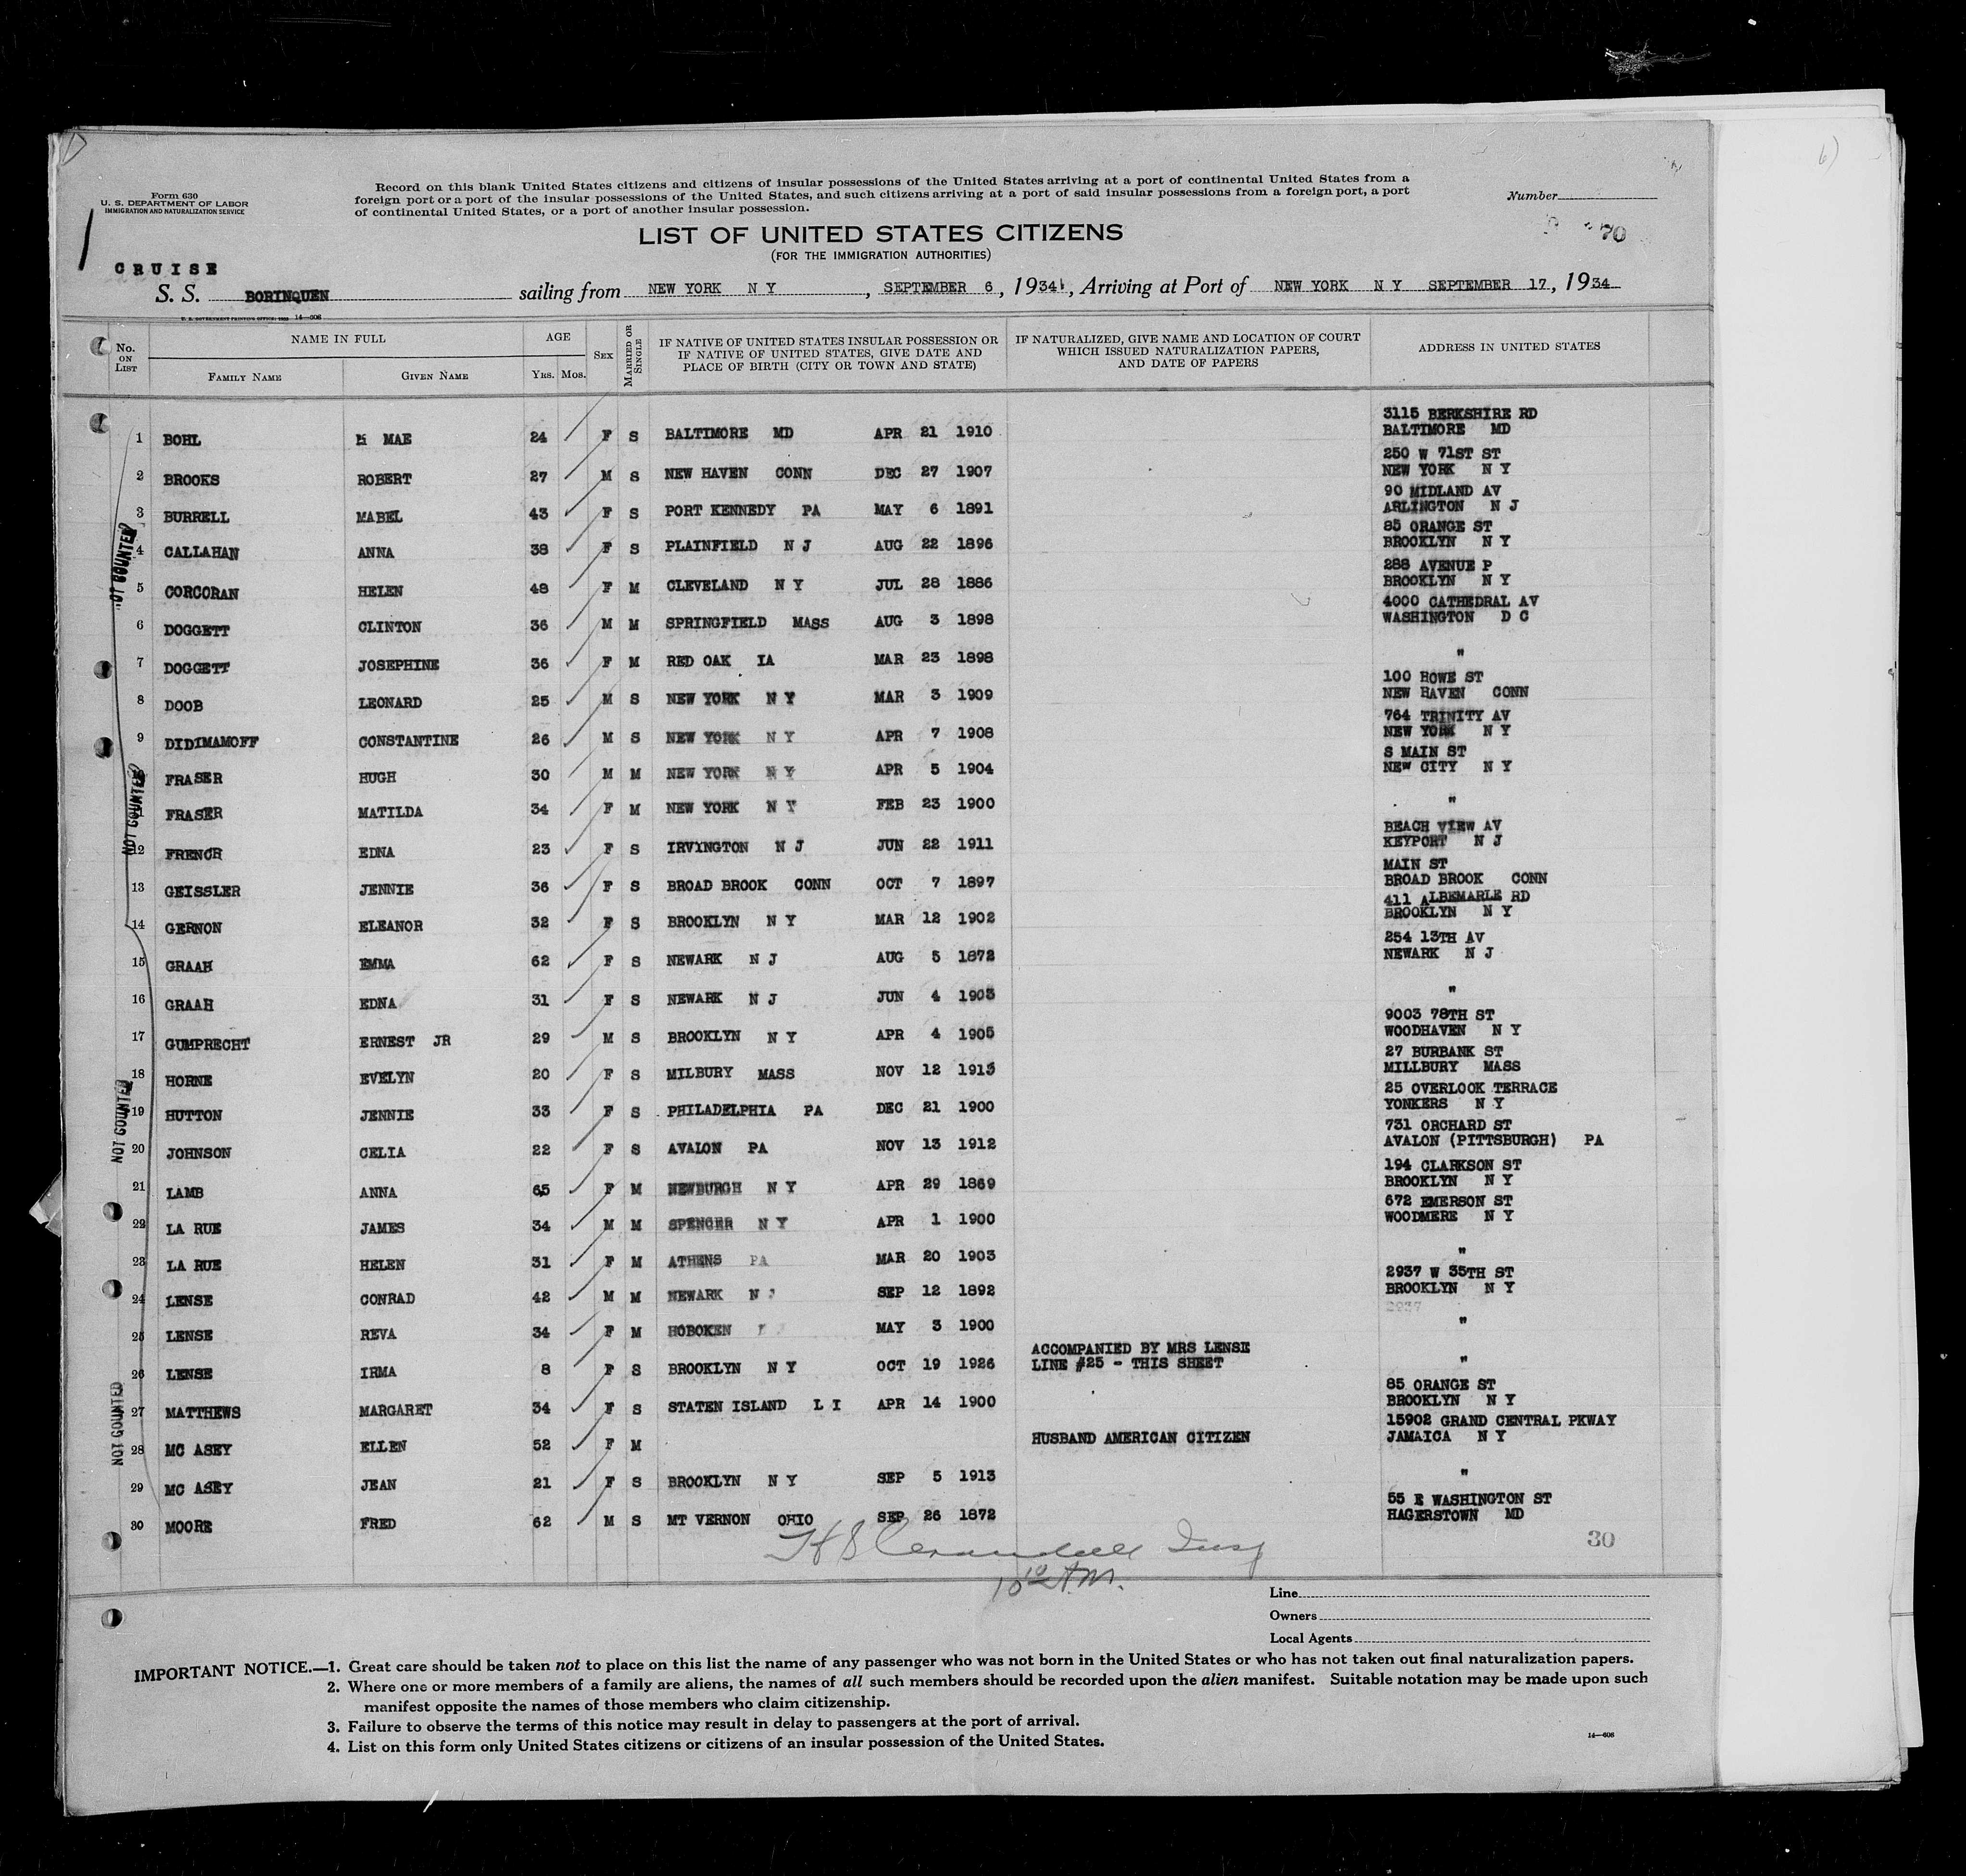 Form 630
U. S. DEPARTMENT OF LABOR
IMMIGRATION AND NATURALIZATION SERVICE
Record on this blank United States citizens and citizens of insular possessions of the United States arriving at a port of continental United States from a
foreign port or a port of the insular possessions of the United States, and such citizens arriving at a port of said insular possessions from a foreign port, a port
of continental United States, or a port of another insular possession.
Number
70
LIST OF UNITED STATES CITIZENS
(FOR THE IMMIGRATION AUTHORITIES)
CRUISE
S. S. BORINQUEN sailing from NEW YORK N Y, SEPTEMBER 6, 1934, Arriving at Port of NEW YORK N Y SEPTEMBER 17, 1934
U. S. GOVERNMENT PRINTING OFFICE: 1933 14—608
No. ON LIST NAME IN FULL AGE SEX MARRIED OR SINGLE IF NATIVE OF UNITED STATES INSULAR POSSESSION OR IF NATIVE OF UNITED STATES, GIVE DATE AND PLACE OF BIRTH (CITY OR TOWN AND STATE) IF NATURALIZED, GIVE NAME AND LOCATION OF COURT WHICH ISSUED NATURALIZATION PAPERS, AND DATE OF PAPERS ADDRESS IN UNITED STATES
FAMILY NAME GIVEN NAME YRS. MOS.
1 BOHL MAE 24 F S BALTIMORE MD APR 21 1910 3115 BERKSHIRE RD BALTIMORE MD
2 BROOKS ROBERT 27 M S NEW HAVEN CONN DEC 27 1907 250 W 71ST ST NEW YORK N Y
3 BURRELL MABEL 43 F S PORT KENNEDY PA MAY 6 1891 90 MIDLAND AV ARLINGTON N J
4 CALLAHAN ANNA 38 F S PLAINFIELD N J AUG 22 1896 85 ORANGE ST BROOKLYN N Y
5 CORCORAN HELEN 48 F M CLEVELAND N Y JUL 28 1886 288 AVENUE P BROOKLYN N Y
6 DOGGETT CLINTON 36 M M SPRINGFIELD MASS AUG 3 1898 4000 CATHEDRAL AV WASHINGTON D C
7 DOGGETT JOSEPHINE 36 F M RED OAK IA MAR 23 1898 "
8 DOOB LEONARD 25 M S NEW YORK N Y MAR 3 1909 100 HOWE ST NEW HAVEN CONN
9 DIDIMAMOFF CONSTANTINE 26 M S NEW YORK N Y APR 7 1908 764 TRINITY AV NEW YORK N Y
FRASER HUGH 30 M M NEW YORK N Y APR 5 1904 S MAIN ST NEW CITY N Y
FRASER MATILDA 34 F M NEW YORK N Y FEB 23 1900 "
12 FRENCH EDNA 23 F S IRVINGTON N J JUN 22 1911 BEACH VIEW AV KEYPORT N J
13 GEISSLER JENNIE 36 F S BROAD BROOK CONN OCT 7 1897 MAIN ST BROAD BROOK CONN
14 GERNON ELEANOR 32 F S BROOKLYN N Y MAR 12 1902 411 ALBEMARLE RD BROOKLYN N Y
15 GRAAH EMMA 62 F S NEWARK N J AUG 5 1872 254 13TH AV NEWARK N J
16 GRAAH EDNA 31 F S NEWARK N J JUN 4 1903 "
17 GUMPRECHT ERNEST JR 29 M S BROOKLYN N Y APR 4 1905 9003 78TH ST WOODHAVEN N Y
18 HORNE EVELYN 20 F S MILBURY MASS NOV 12 1913 27 BURBANK ST MILLBURY MASS
19 HUTTON JENNIE 33 F S PHILADELPHIA PA DEC 21 1900 25 OVERLOOK TERRACE YONKERS N Y
20 JOHNSON CELIA 22 F S AVALON PA NOV 13 1912 731 ORCHARD ST AVALON (PITTSBURGH) PA
21 LAMB ANNA 65 F M NEWBURGH N Y APR 29 1869 194 CLARKSON ST BROOKLYN N Y
22 LA RUE JAMES 34 M M SPENCER N Y APR 1 1900 672 EMERSON ST WOODMERE N Y
23 LA RUE HELEN 31 F M ATHENS PA MAR 20 1903 "
24 LENSE CONRAD 42 M M NEWARK N J SEP 12 1892 2937 W 35TH ST BROOKLYN N Y
2937
25 LENSE REVA 34 F M HOBOKEN MAY 3 1900 "
26 LENSE IRMA 8 F S BROOKLYN N Y OCT 19 1926 ACCOMPANIED BY MRS LENSE LINE #25 - THIS SHEET "
27 MATTHEWS MARGARET 34 F S STATEN ISLAND L I APR 14 1900 85 ORANGE ST BROOKLYN N Y
28 MC ASEY ELLEN 52 F M HUSBAND AMERICAN CITIZEN 15902 GRAND CENTRAL PKWAY JAMAICA N Y
29 MC ASEY JEAN 21 F S BROOKLYN N Y SEP 5 1913 "
30 MOORE FRED 62 M S MT VERNON OHIO SEP 26 1872 55 E WASHINGTON ST HAGERSTOWN MD
NOT COUNTED
NOT COUNTED
NOT COUNTED
NOT COUNTED
30
10 10 A.M.
Line
Owners
Local Agents
IMPORTANT NOTICE.—1. Great care should be taken not to place on this list the name of any passenger who was not born in the United States or who has not taken out final naturalization papers.
2. Where one or more members of a family are aliens, the names of all such members should be recorded upon the alien manifest. Suitable notation may be made upon such
manifest opposite the names of those members who claim citizenship.
3. Failure to observe the terms of this notice may result in delay to passengers at the port of arrival.
4. List on this form only United States citizens or citizens of an insular possession of the United States.
14—608